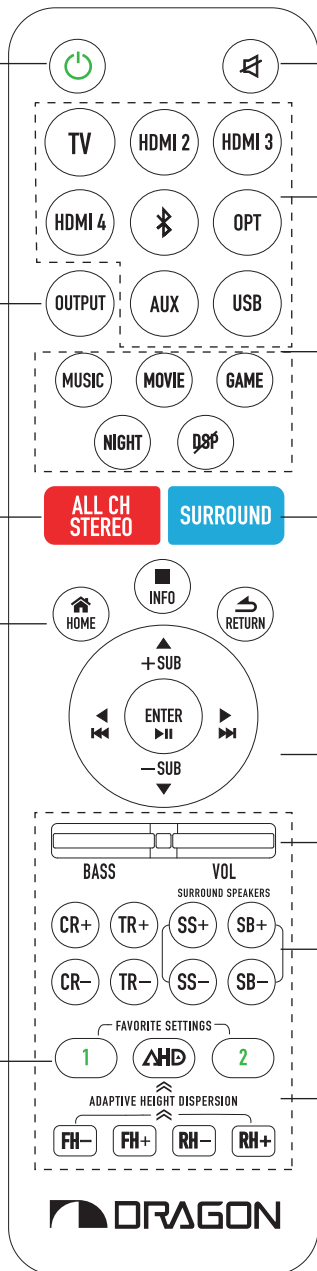 TV HDMI 2 HDMI 3
HDMI 4 OPT
OUTPUT AUX USB
MUSIC MOVIE GAME
NIGHT DSP
ALL CH
STEREO
SURROUND
INFO
HOME RETURN
+SUB
ENTER
−SUB
BASS VOL
SURROUND SPEAKERS
CR+ TR+ SS+ SB+
CR− TR− SS− SB−
FAVORITE SETTINGS
1 AHD 2
ADAPTIVE HEIGHT DISPERSION
FH− FH+ RH− RH+
DRAGON